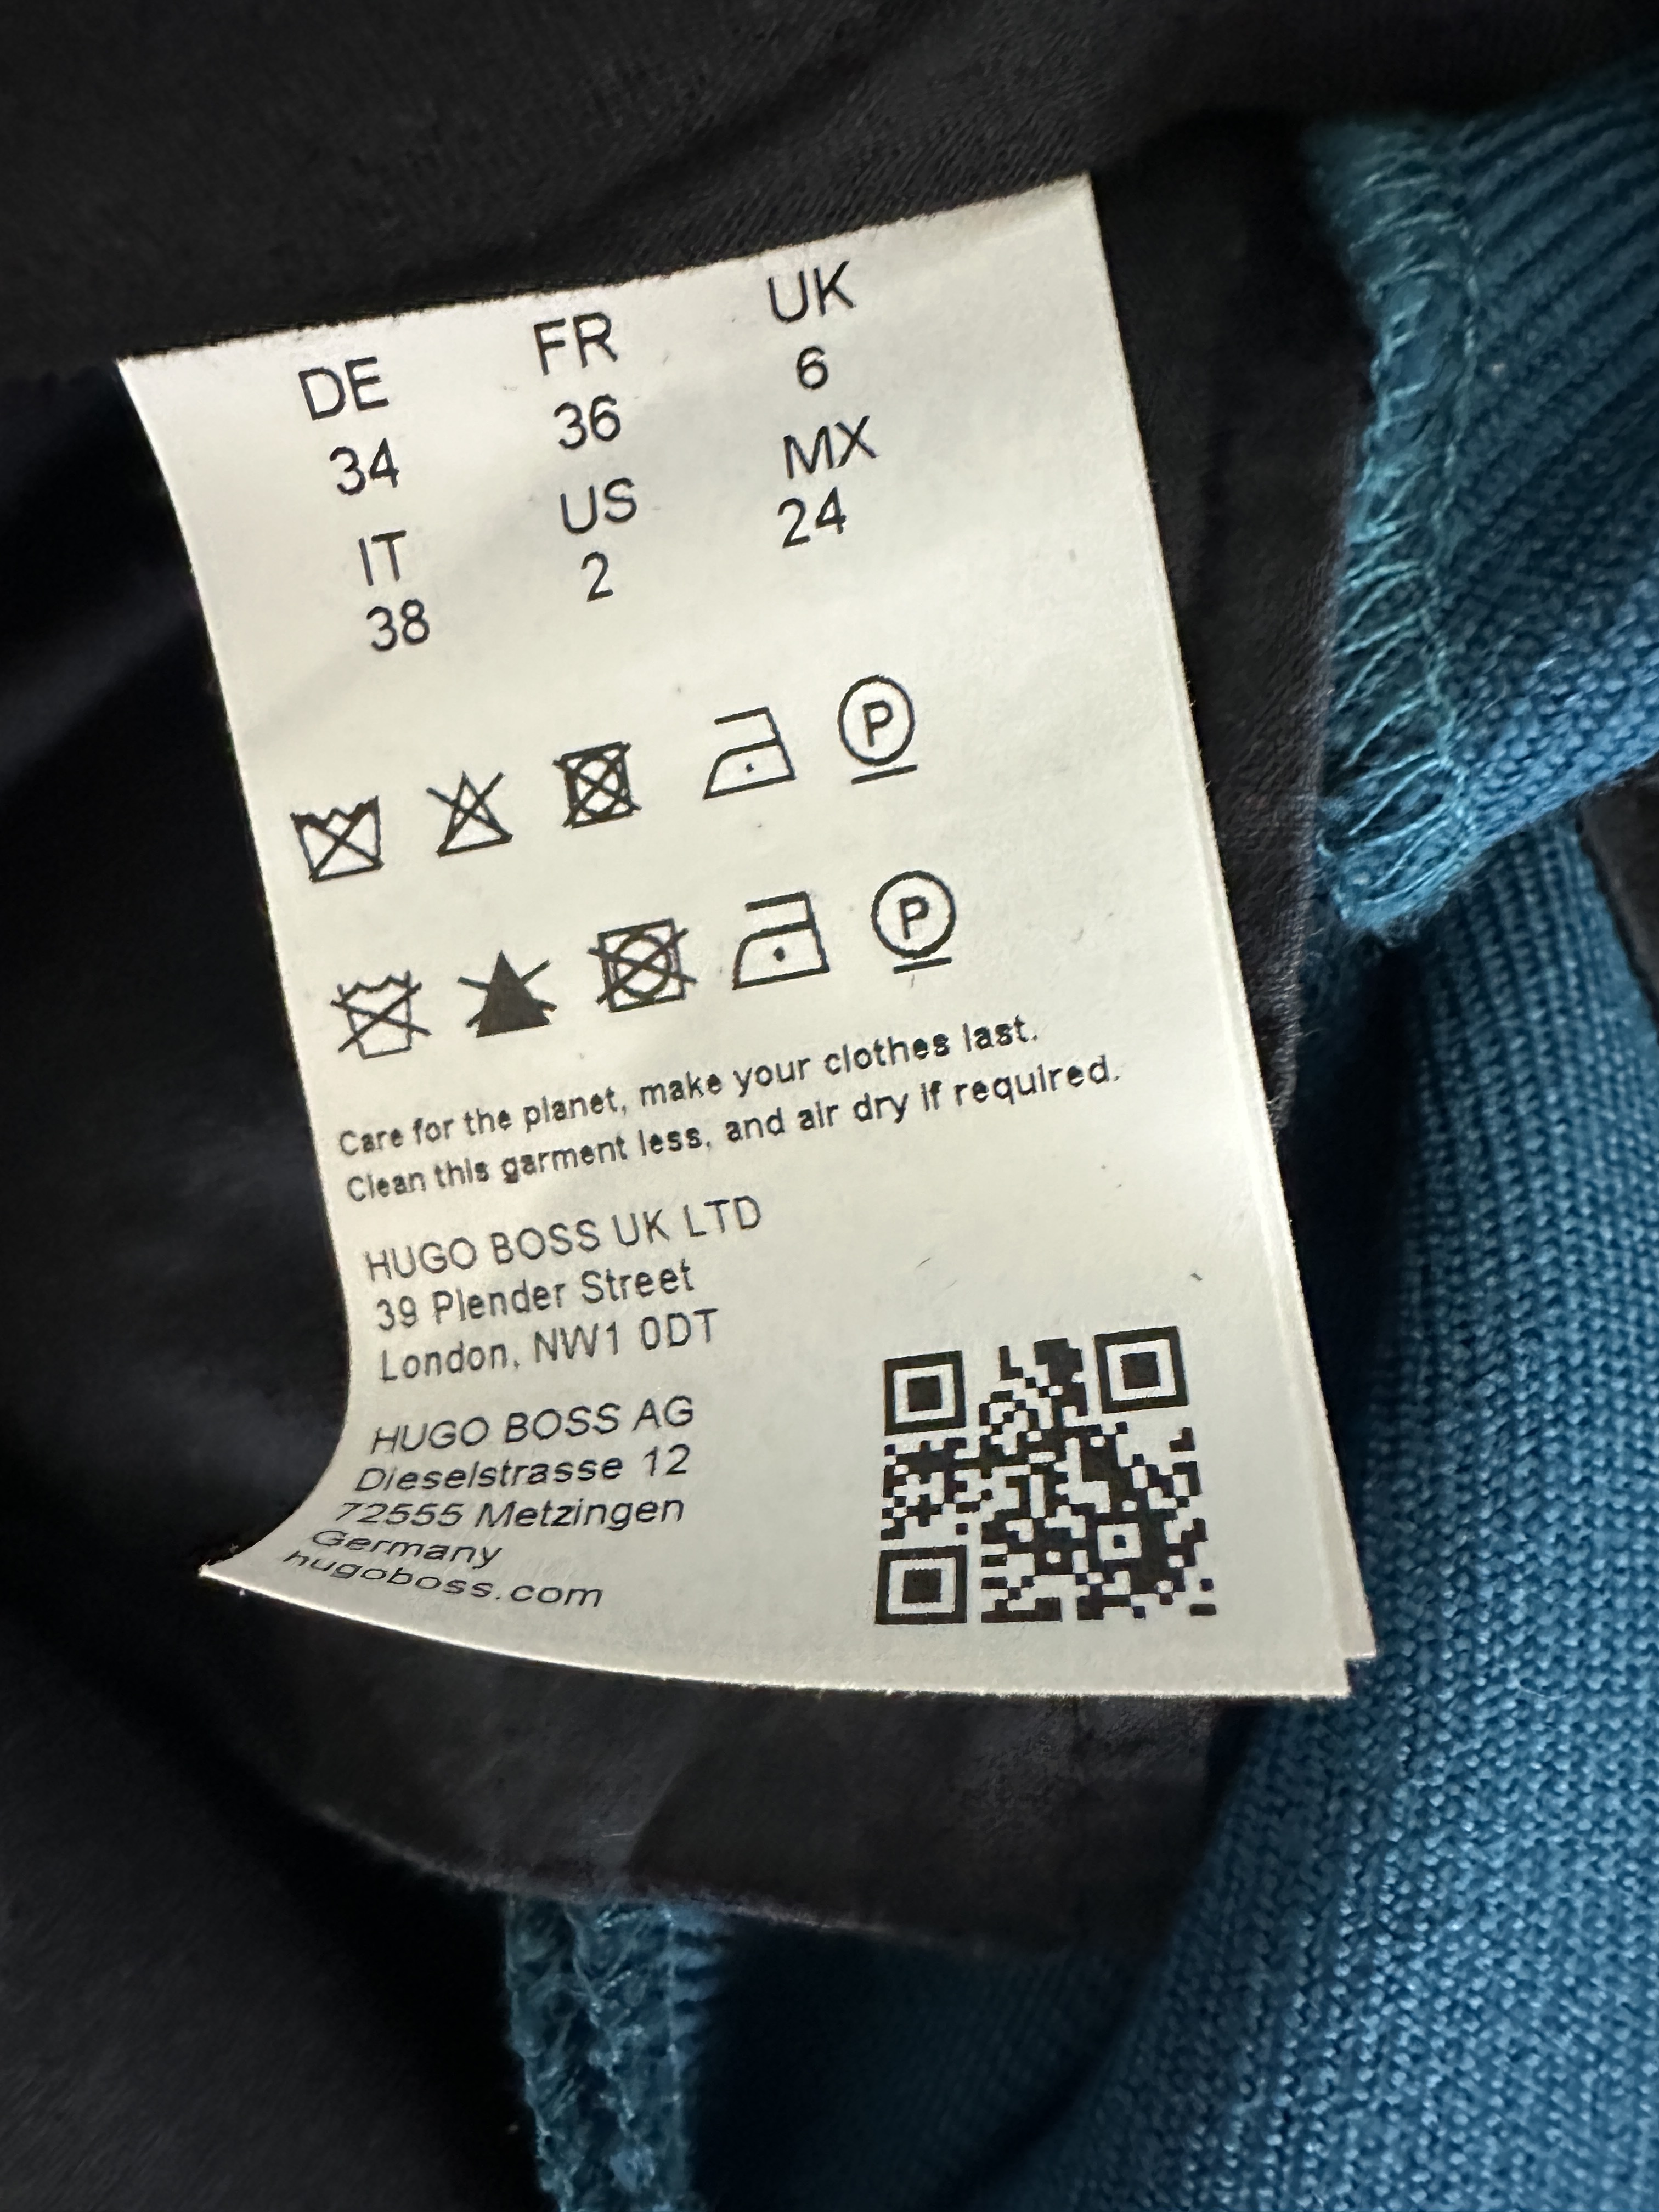 DE FR UK
34 36 6
IT US MX
38 2 24
P
P
Care for the planet, make your clothes last.
Clean this garment less, and air dry if required.
HUGO BOSS UK LTD
39 Plender Street
London, NW1 0DT
HUGO BOSS AG
Dieselstrasse 12
72555 Metzingen
Germany
hugoboss.com